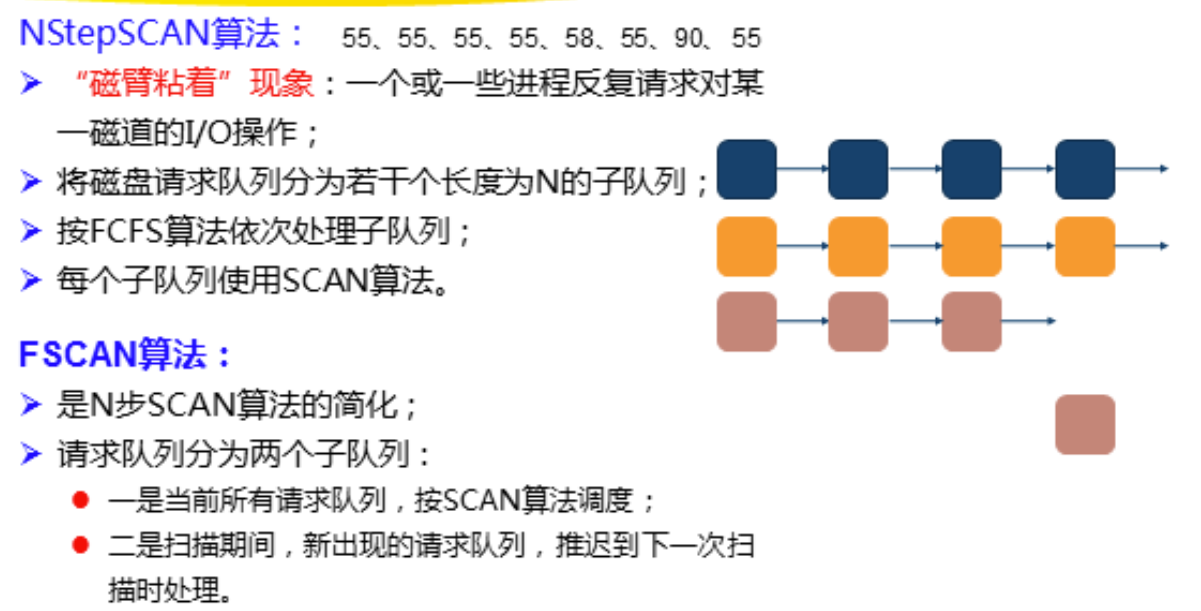 NStepSCAN算法： 55、55、55、55、58、55、90、55
“磁臂粘着”现象：一个或一些进程反复请求对某
一磁道的I/O操作；
将磁盘请求队列分为若干个长度为N的子队列；
按FCFS算法依次处理子队列；
每个子队列使用SCAN算法。
FSCAN算法：
是N步SCAN算法的简化；
请求队列分为两个子队列：
一是当前所有请求队列，按SCAN算法调度；
二是扫描期间，新出现的请求队列，推迟到下一次扫
描时处理。